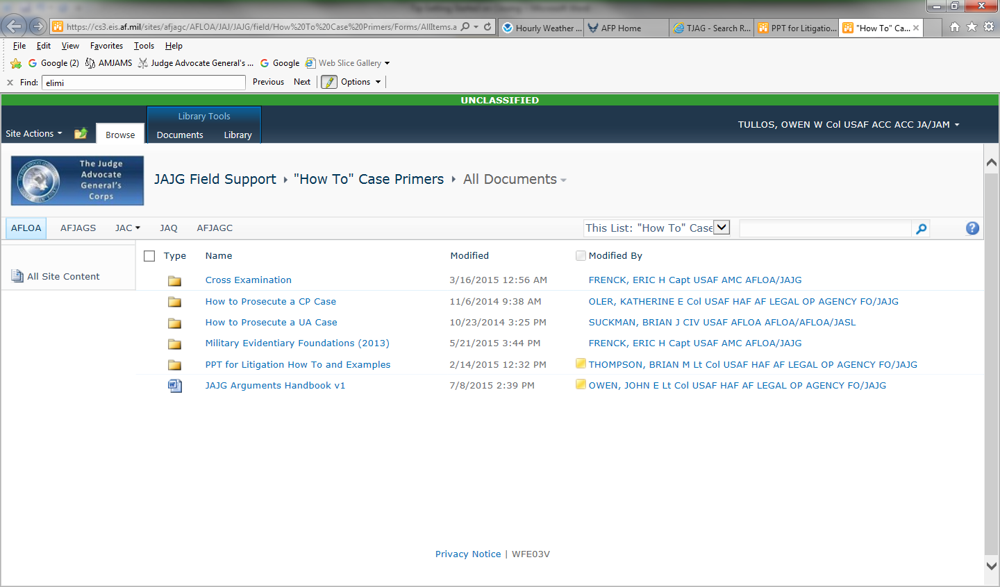 https://cs3.eis.af.mil/sites/afjagc/AFLOA/JAJ/JAJG/field/How%20To%20Case%20Primers/Forms/AllItems.a
Hourly Weather ...
AFP Home
TJAG - Search R...
PPT for Litigatio...
"How To" Ca...
File Edit View Favorites Tools Help
Google (2) AMJAMS Judge Advocate General's ... Google Web Slice Gallery
x Find: elimi Previous Next Options
UNCLASSIFIED
Library Tools
Site Actions Browse Documents Library
TULLOS, OWEN W Col USAF ACC ACC JA/JAM
The Judge
Advocate
General's
Corps
JAJG Field Support "How To" Case Primers All Documents
AFLOA AFJAGS JAC JAQ AFJAGC This List: "How To" Case
All Site Content
Type Name Modified Modified By
Cross Examination 3/16/2015 12:56 AM FRENCK, ERIC H Capt USAF AMC AFLOA/JAJG
How to Prosecute a CP Case 11/6/2014 9:38 AM OLER, KATHERINE E Col USAF HAF AF LEGAL OP AGENCY FO/JAJG
How to Prosecute a UA Case 10/23/2014 3:25 PM SUCKMAN, BRIAN J CIV USAF AFLOA AFLOA/AFLOA/JASL
Military Evidentiary Foundations (2013) 5/21/2015 3:44 PM FRENCK, ERIC H Capt USAF AMC AFLOA/JAJG
PPT for Litigation How To and Examples 2/14/2015 12:32 PM THOMPSON, BRIAN M Lt Col USAF HAF AF LEGAL OP AGENCY FO/JAJG
JAJG Arguments Handbook v1 7/8/2015 2:39 PM OWEN, JOHN E Lt Col USAF HAF AF LEGAL OP AGENCY FO/JAJG
Privacy Notice | WFE03V